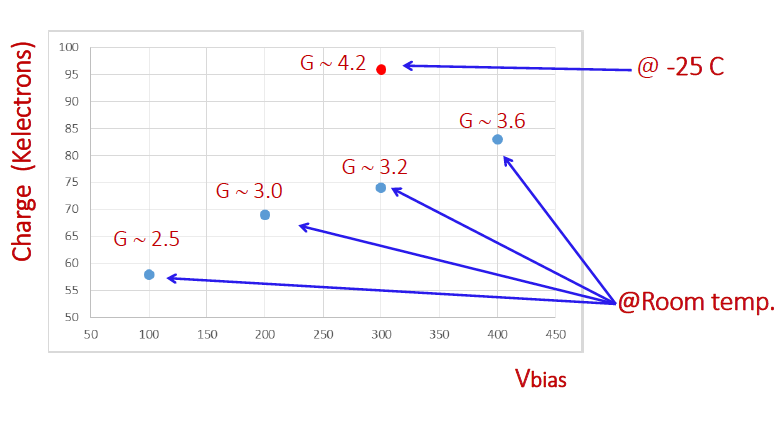 Charge (Kelectrons)
100
95
90
85
80
75
70
65
60
55
50
G ~ 4.2
@ -25 C
G ~ 3.6
G ~ 3.2
G ~ 3.0
G ~ 2.5
@Room temp.
50 100 150 200 250 300 350 400 450
Vbias